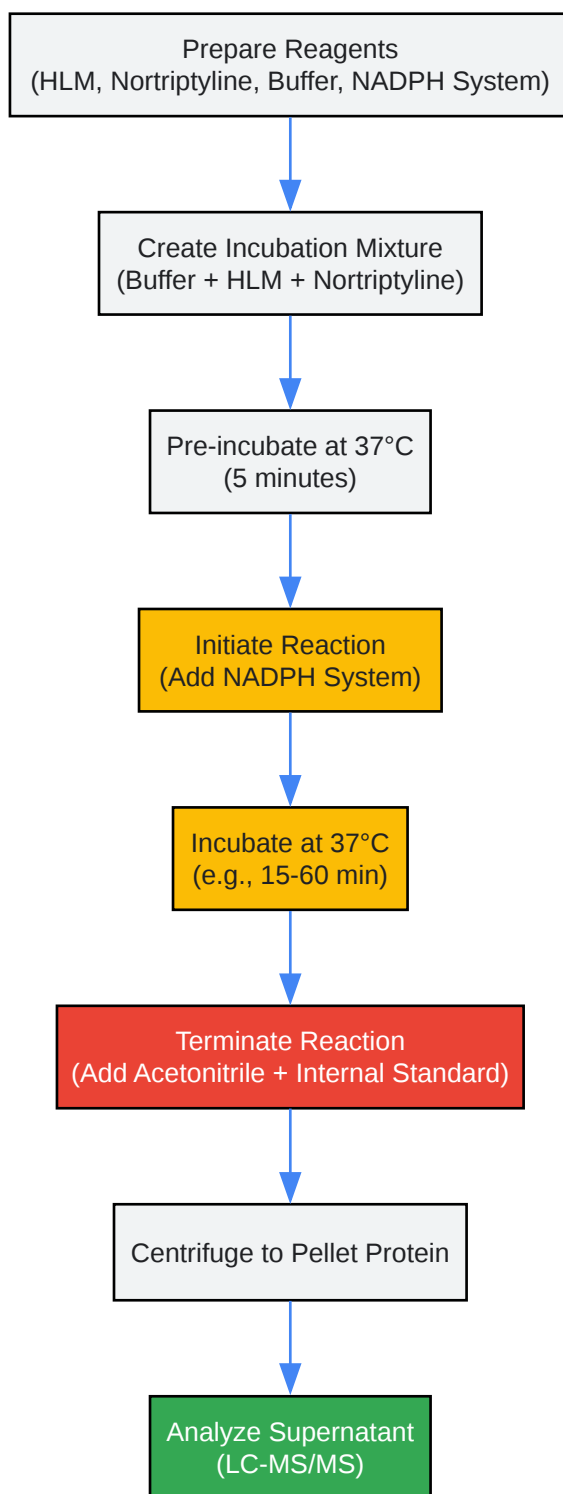 Prepare Reagents
(HLM, Nortriptyline, Buffer, NADPH System)
Create Incubation Mixture
(Buffer + HLM + Nortriptyline)
Pre-incubate at 37°C
(5 minutes)
Initiate Reaction
(Add NADPH System)
Incubate at 37°C
(e.g., 15-60 min)
Terminate Reaction
(Add Acetonitrile + Internal Standard)
Centrifuge to Pellet Protein
Analyze Supernatant
(LC-MS/MS)